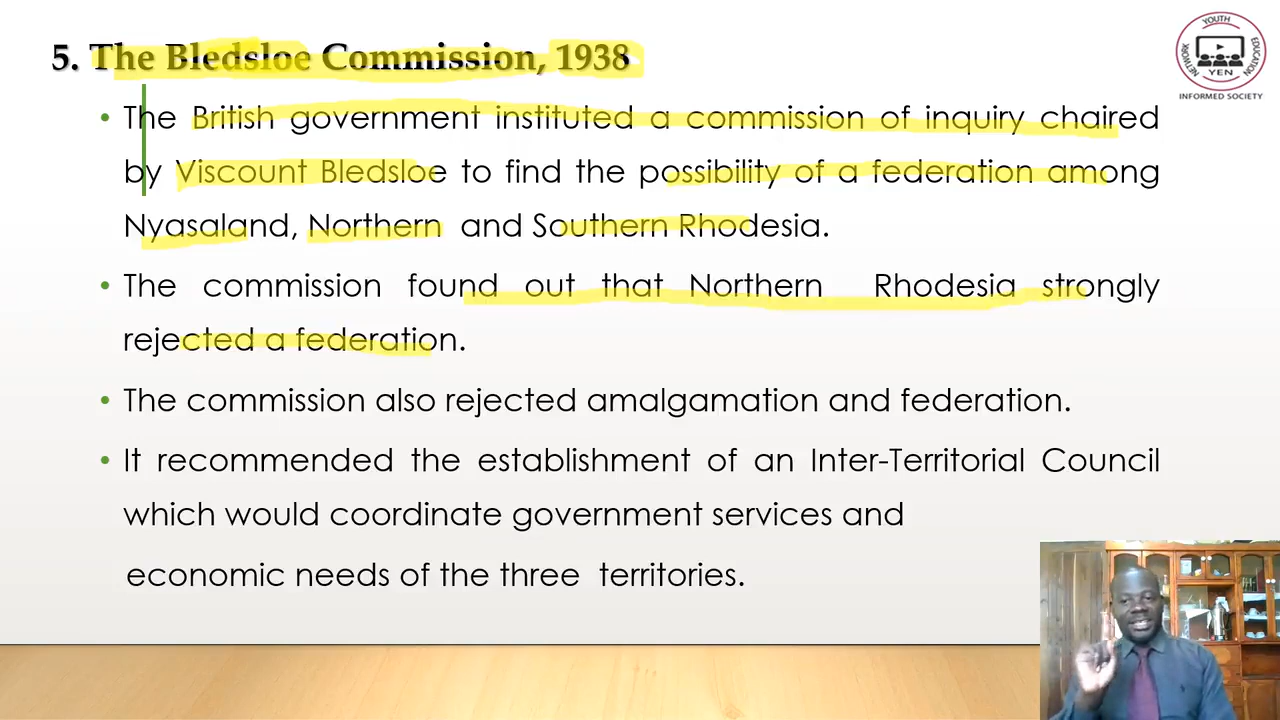 5. The Bledsloe Commission, 1938
• The British government instituted a commission of inquiry chaired
by Viscount Bledsloe to find the possibility of a federation among
Nyasaland, Northern and Southern Rhodesia.
• The commission found out that Northern Rhodesia strongly
rejected a federation.
• The commission also rejected amalgamation and federation.
• It recommended the establishment of an Inter-Territorial Council
which would coordinate government services and
economic needs of the three territories.
YOUTH
NETWORK
EDUCATION
YEN
INFORMED SOCIETY